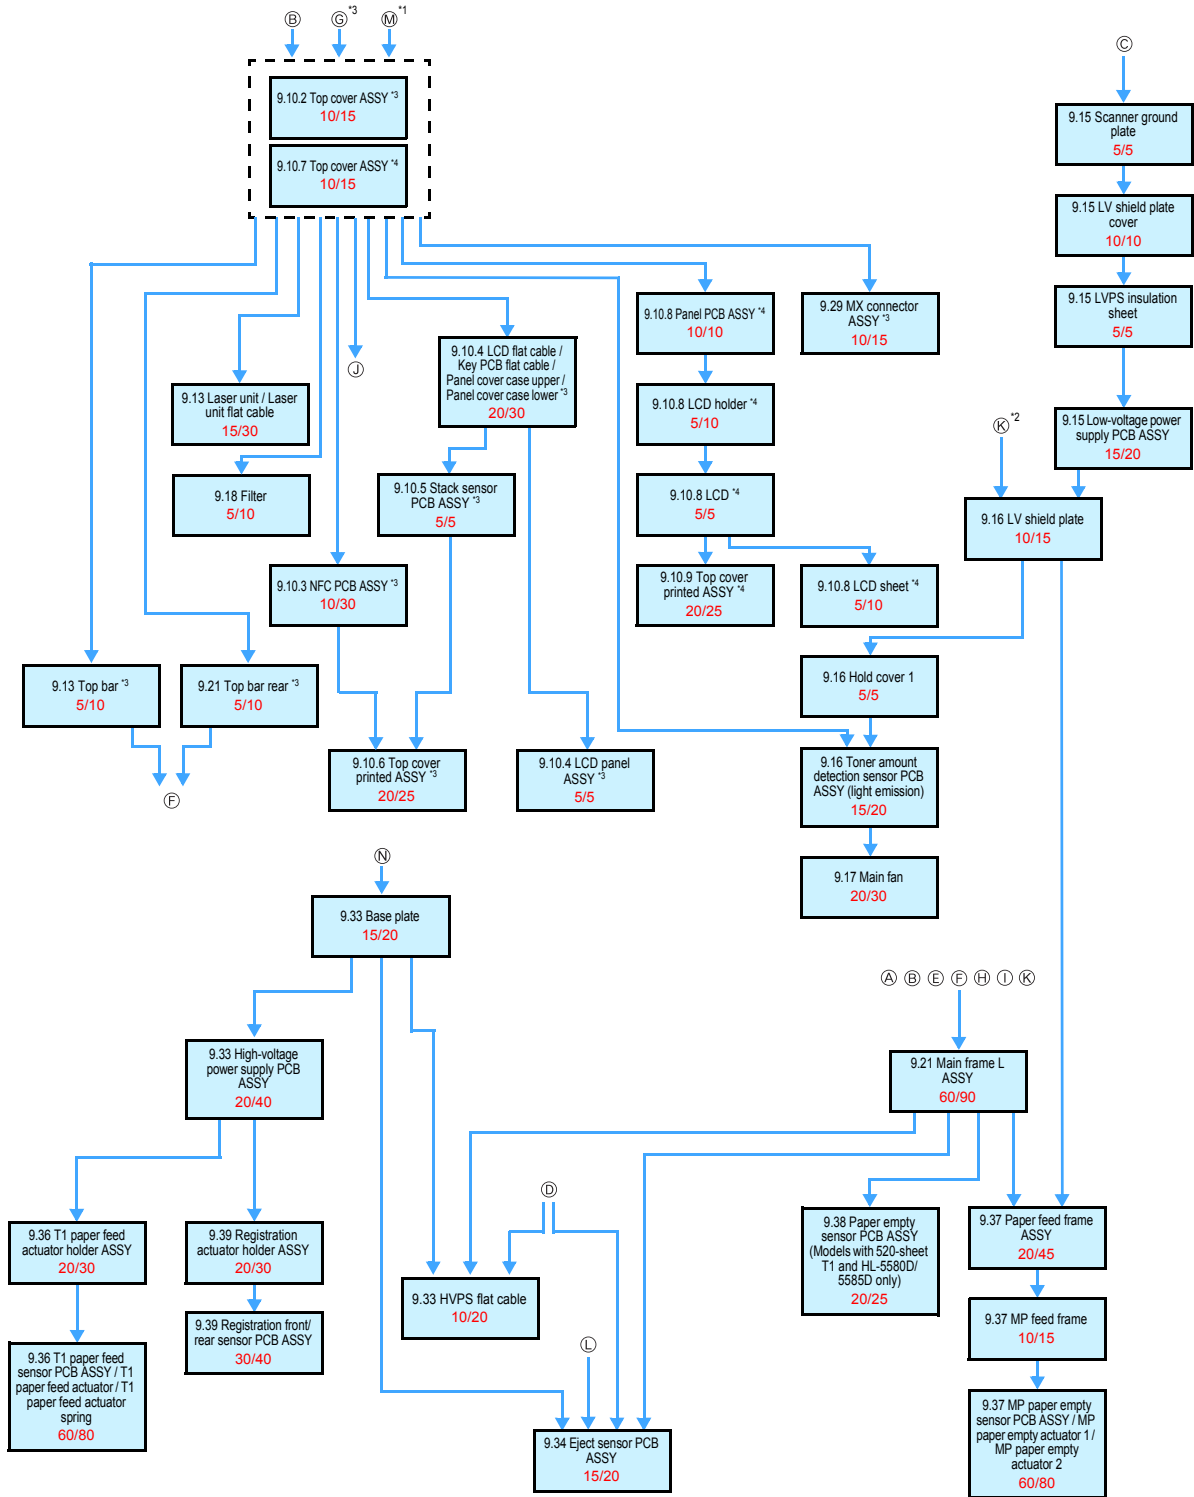 Ⓑ Ⓖ*3 Ⓜ*1
9.10.2 Top cover ASSY *3
10/15
9.10.7 Top cover ASSY *4
10/15
Ⓒ
9.15 Scanner ground
plate
5/5
9.15 LV shield plate
cover
10/10
9.15 LVPS insulation
sheet
5/5
9.15 Low-voltage power
supply PCB ASSY
15/20
Ⓚ*2
9.16 LV shield plate
10/15
9.10.8 Panel PCB ASSY *4
10/10
9.29 MX connector
ASSY *3
10/15
9.10.4 LCD flat cable /
Key PCB flat cable /
Panel cover case upper /
Panel cover case lower *3
20/30
Ⓙ
9.13 Laser unit / Laser
unit flat cable
15/30
9.10.8 LCD holder *4
5/10
9.18 Filter
5/10
9.10.5 Stack sensor
PCB ASSY *3
5/5
9.10.8 LCD *4
5/5
9.10.3 NFC PCB ASSY *3
10/30
9.10.9 Top cover
printed ASSY *4
20/25
9.10.8 LCD sheet *4
5/10
9.13 Top bar *3
5/10
9.21 Top bar rear *3
5/10
9.16 Hold cover 1
5/5
Ⓕ
9.10.6 Top cover
printed ASSY *3
20/25
9.10.4 LCD panel
ASSY *3
5/5
9.16 Toner amount
detection sensor PCB
ASSY (light emission)
15/20
9.17 Main fan
20/30
Ⓝ
9.33 Base plate
15/20
Ⓐ Ⓑ Ⓔ Ⓕ Ⓗ Ⓘ Ⓚ
9.33 High-voltage
power supply PCB
ASSY
20/40
9.21 Main frame L
ASSY
60/90
Ⓓ
9.36 T1 paper feed
actuator holder ASSY
20/30
9.39 Registration
actuator holder ASSY
20/30
9.38 Paper empty
sensor PCB ASSY
(Models with 520-sheet
T1 and HL-5580D/
5585D only)
20/25
9.37 Paper feed frame
ASSY
20/45
9.33 HVPS flat cable
10/20
9.39 Registration front/
rear sensor PCB ASSY
30/40
9.37 MP feed frame
10/15
9.36 T1 paper feed
sensor PCB ASSY / T1
paper feed actuator / T1
paper feed actuator
spring
60/80
Ⓛ
9.34 Eject sensor PCB
ASSY
15/20
9.37 MP paper empty
sensor PCB ASSY / MP
paper empty actuator 1 /
MP paper empty
actuator 2
60/80